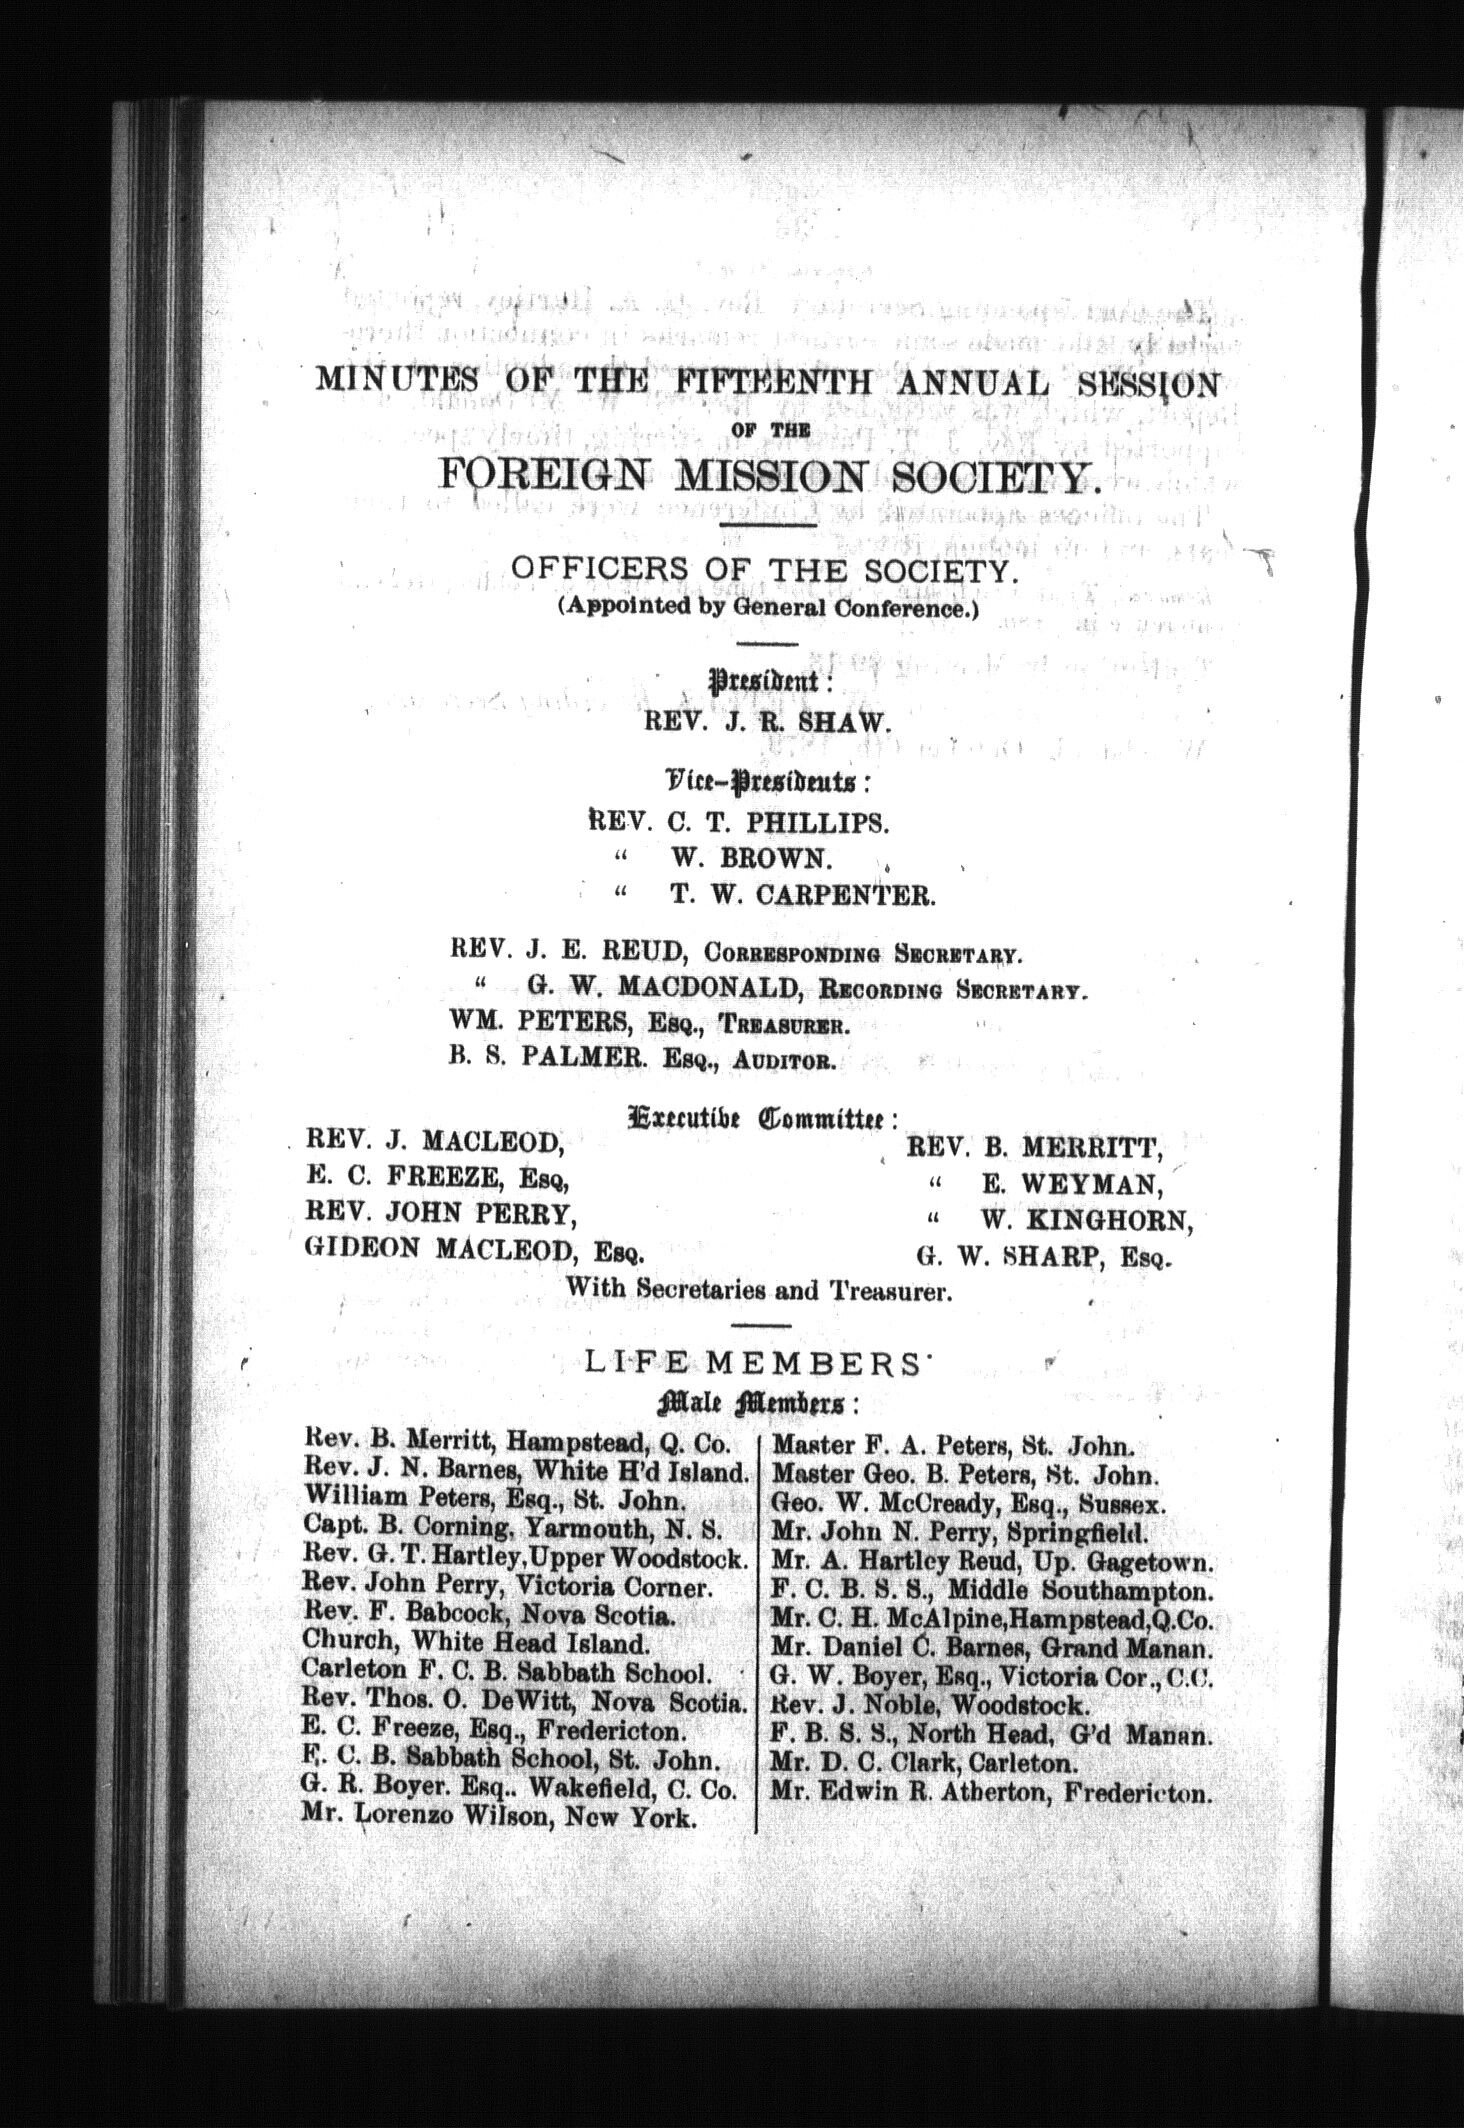 MINUTES OF THE FIFTEENTH ANNUAL SESSION
OF THE
FOREIGN MISSION SOCIETY.
OFFICERS OF THE SOCIETY.
(Appointed by General Conference.)
President:
REV. J. R. SHAW.
Vice-Presidents:
REV. C. T. PHILLIPS.
" W. BROWN.
" T. W. CARPENTER.
REV. J. E. REUD, CORRESPONDING SECRETARY.
" G. W. MACDONALD, RECORDING SECRETARY.
WM. PETERS, ESQ., TREASURER.
B. S. PALMER. ESQ., AUDITOR.
Executive Committee:
REV. J. MACLEOD,
E. C. FREEZE, ESQ,
REV. JOHN PERRY,
GIDEON MACLEOD, ESQ.
REV. B. MERRITT,
" E. WEYMAN,
" W. KINGHORN,
G. W. SHARP, ESQ.
With Secretaries and Treasurer.
LIFE MEMBERS.
Male Members:
Rev. B. Merritt, Hampstead, Q. Co.
Rev. J. N. Barnes, White H'd Island.
William Peters, Esq., St. John.
Capt. B. Corning, Yarmouth, N. S.
Rev. G. T. Hartley, Upper Woodstock.
Rev. John Perry, Victoria Corner.
Rev. F. Babcock, Nova Scotia.
Church, White Head Island.
Carleton F. C. B. Sabbath School.
Rev. Thos. O. DeWitt, Nova Scotia.
E. C. Freeze, Esq., Fredericton.
F. C. B. Sabbath School, St. John.
G. R. Boyer. Esq.. Wakefield, C. Co.
Mr. Lorenzo Wilson, New York.
Master F. A. Peters, St. John.
Master Geo. B. Peters, St. John.
Geo. W. McCready, Esq., Sussex.
Mr. John N. Perry, Springfield.
Mr. A. Hartley Reud, Up. Gagetown.
F. C. B. S. S., Middle Southampton.
Mr. C. H. McAlpine, Hampstead, Q.Co.
Mr. Daniel C. Barnes, Grand Manan.
G. W. Boyer, Esq., Victoria Cor., C.C.
Rev. J. Noble, Woodstock.
F. B. S. S., North Head, G'd Manan.
Mr. D. C. Clark, Carleton.
Mr. Edwin R. Atherton, Fredericton.